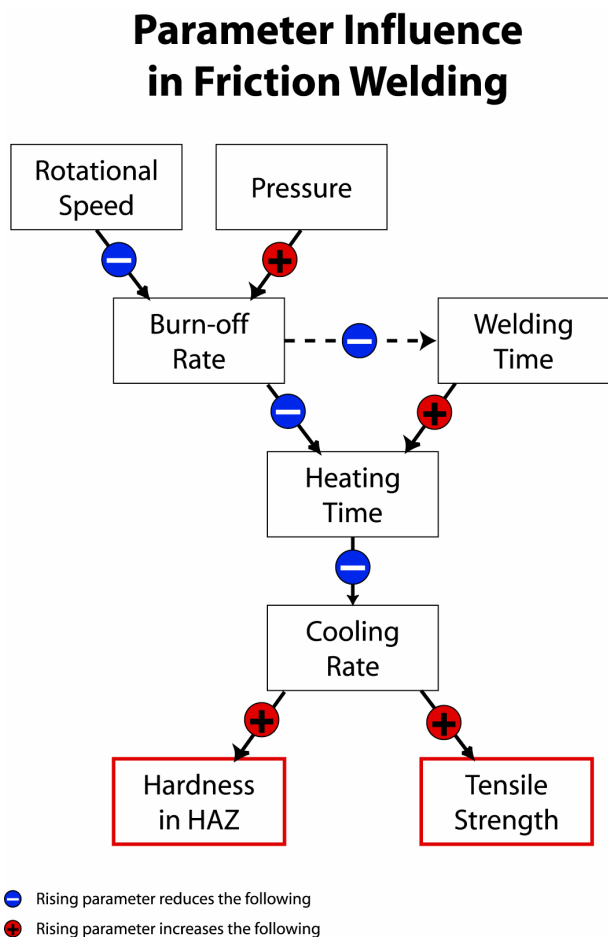 Parameter Influence
in Friction Welding
Rotational
Speed
Pressure
−
+
Burn-off
Rate
−
Welding
Time
−
+
Heating
Time
−
Cooling
Rate
+
+
Hardness
in HAZ
Tensile
Strength
− Rising parameter reduces the following
+ Rising parameter increases the following